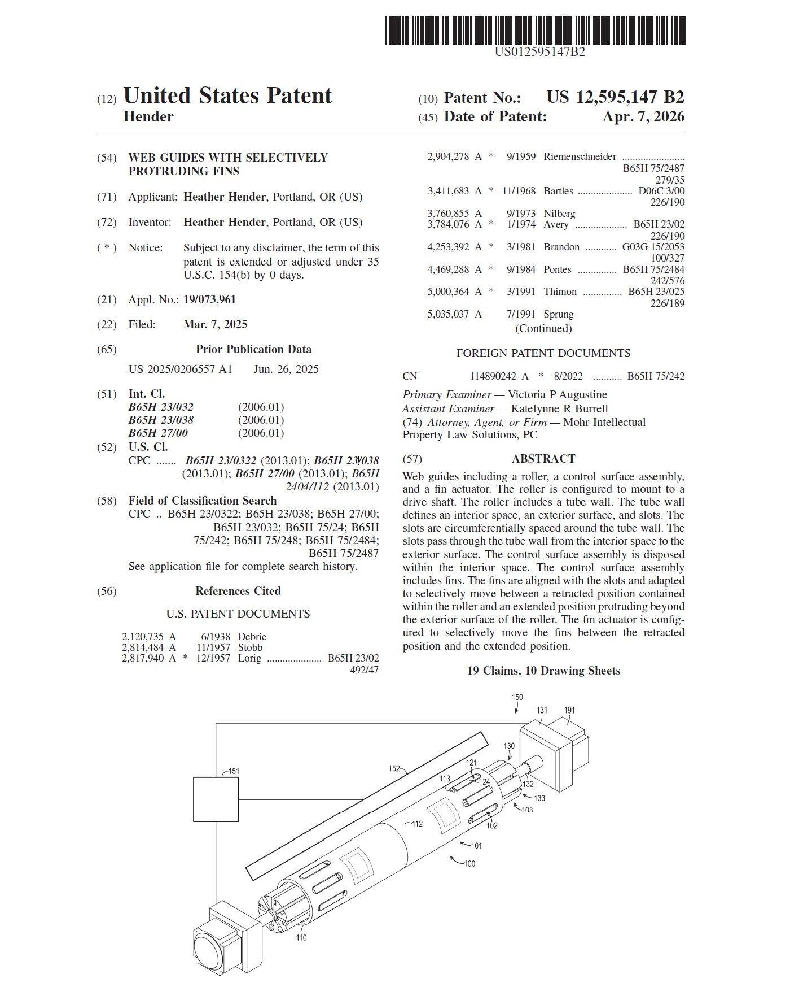 US012595147B2
(12) United States Patent
Hender
(10) Patent No.: US 12,595,147 B2
(45) Date of Patent: Apr. 7, 2026
(54) WEB GUIDES WITH SELECTIVELY
PROTRUDING FINS
(71) Applicant: Heather Hender, Portland, OR (US)
(72) Inventor: Heather Hender, Portland, OR (US)
( * ) Notice: Subject to any disclaimer, the term of this
patent is extended or adjusted under 35
U.S.C. 154(b) by 0 days.
(21) Appl. No.: 19/073,961
(22) Filed: Mar. 7, 2025
(65) Prior Publication Data
US 2025/0206557 A1 Jun. 26, 2025
(51) Int. Cl.
B65H 23/032 (2006.01)
B65H 23/038 (2006.01)
B65H 27/00 (2006.01)
(52) U.S. Cl.
CPC ....... B65H 23/0322 (2013.01); B65H 23/038
(2013.01); B65H 27/00 (2013.01); B65H
2404/112 (2013.01)
(58) Field of Classification Search
CPC .. B65H 23/0322; B65H 23/038; B65H 27/00;
B65H 23/032; B65H 75/24; B65H
75/242; B65H 75/248; B65H 75/2484;
B65H 75/2487
See application file for complete search history.
(56) References Cited
U.S. PATENT DOCUMENTS
2,120,735 A 6/1938 Debrie
2,814,484 A 11/1957 Stobb
2,817,940 A * 12/1957 Lorig ..................... B65H 23/02
492/47
2,904,278 A * 9/1959 Riemenschneider ........................
B65H 75/2487
279/35
3,411,683 A * 11/1968 Bartles ..................... D06C 3/00
226/190
3,760,855 A 9/1973 Nilberg
3,784,076 A * 1/1974 Avery .................... B65H 23/02
226/190
4,253,392 A * 3/1981 Brandon ............ G03G 15/2053
100/327
4,469,288 A * 9/1984 Pontes ............... B65H 75/2484
242/576
5,000,364 A * 3/1991 Thimon ............... B65H 23/025
226/189
5,035,037 A 7/1991 Sprung
(Continued)
FOREIGN PATENT DOCUMENTS
CN 114890242 A * 8/2022 ........... B65H 75/242
Primary Examiner — Victoria P Augustine
Assistant Examiner — Katelynne R Burrell
(74) Attorney, Agent, or Firm — Mohr Intellectual
Property Law Solutions, PC
(57) ABSTRACT
Web guides including a roller, a control surface assembly,
and a fin actuator. The roller is configured to mount to a
drive shaft. The roller includes a tube wall. The tube wall
defines an interior space, an exterior surface, and slots. The
slots are circumferentially spaced around the tube wall. The
slots pass through the tube wall from the interior space to the
exterior surface. The control surface assembly is disposed
within the interior space. The control surface assembly
includes fins. The fins are aligned with the slots and adapted
to selectively move between a retracted position contained
within the roller and an extended position protruding beyond
the exterior surface of the roller. The fin actuator is config-
ured to selectively move the fins between the retracted
position and the extended position.
19 Claims, 10 Drawing Sheets
150
131 191
130
121
152
151
113
124
132
133
103
112
102
101
100
110